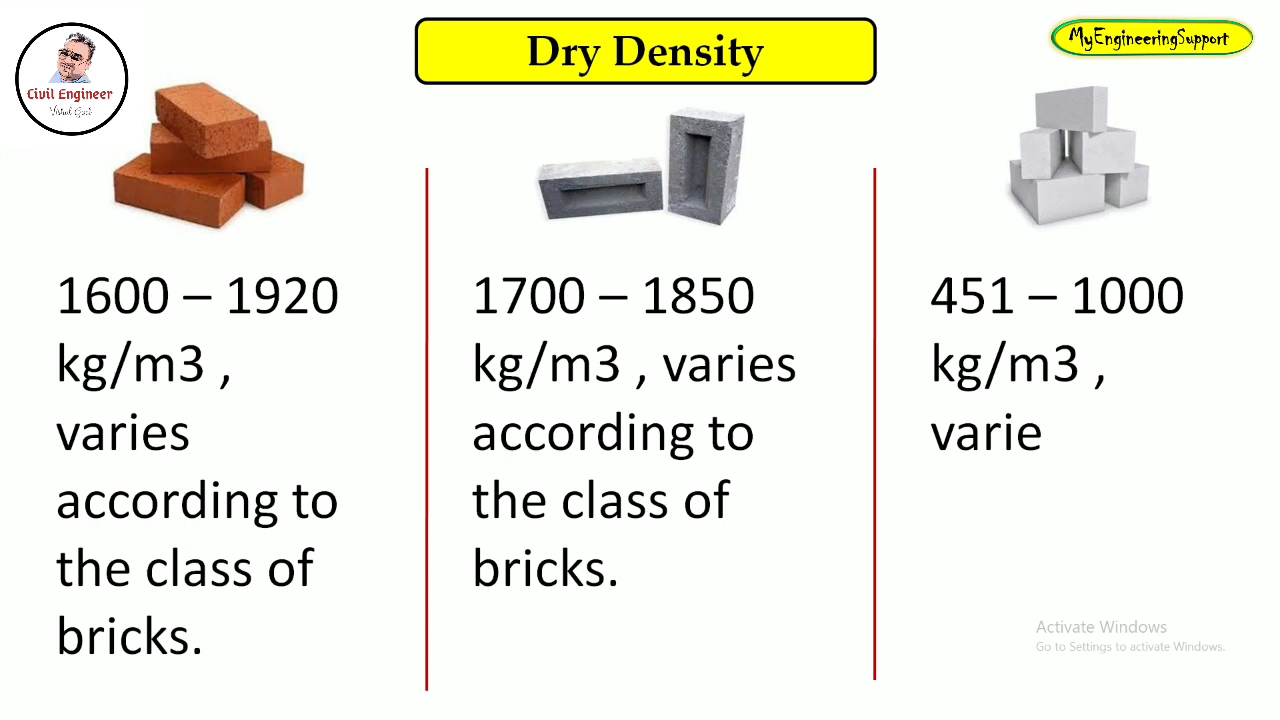 Dry Density
MyEngineeringSupport
Civil Engineer
Vishal Goel
1600 – 1920
kg/m3 ,
varies
according to
the class of
bricks.
1700 – 1850
kg/m3 , varies
according to
the class of
bricks.
451 – 1000
kg/m3 ,
varie
Activate Windows
Go to Settings to activate Windows.